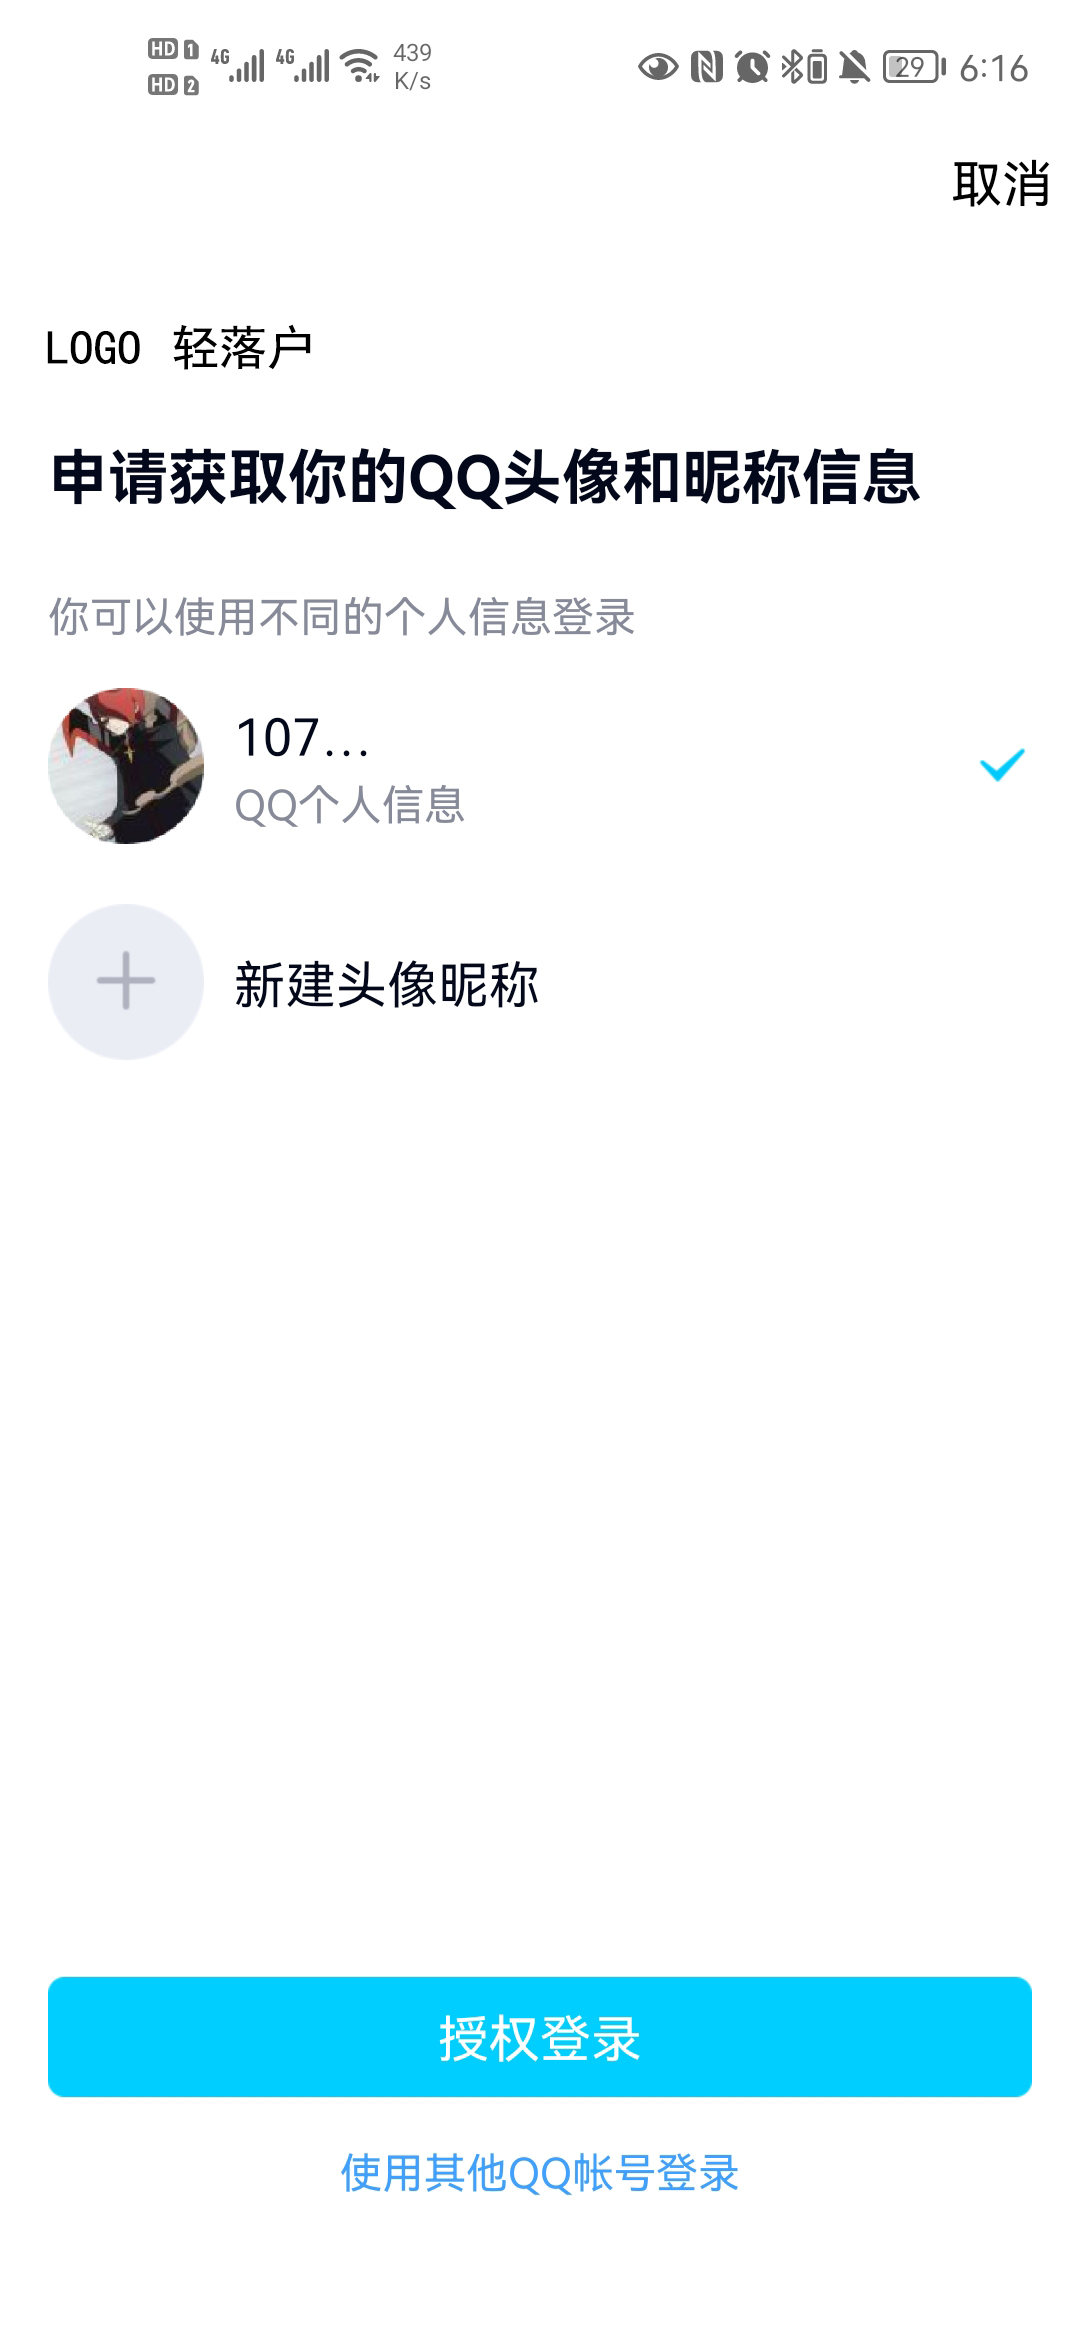 HD 1 4G 4G 439
HD 2 K/s
29 6:16
取消
LOGO 轻落户
申请获取你的QQ头像和昵称信息
你可以使用不同的个人信息登录
107...
QQ个人信息
新建头像昵称
授权登录
使用其他QQ帐号登录